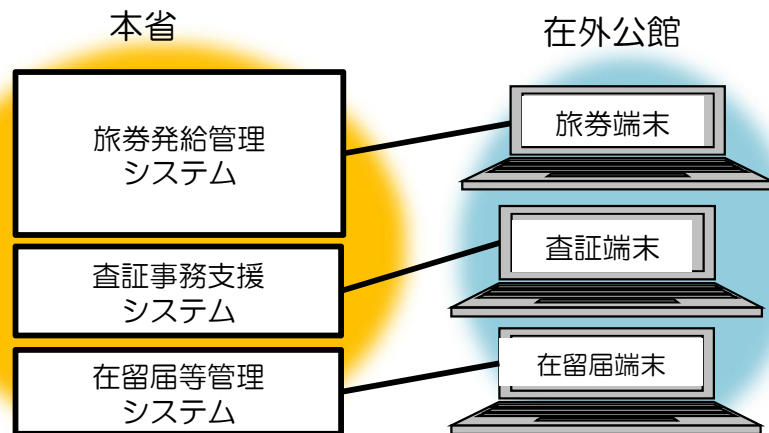 本省
在外公館
旅券発給管理
システム
旅券端末
査証事務支援
システム
査証端末
在留届等管理
システム
在留届端末